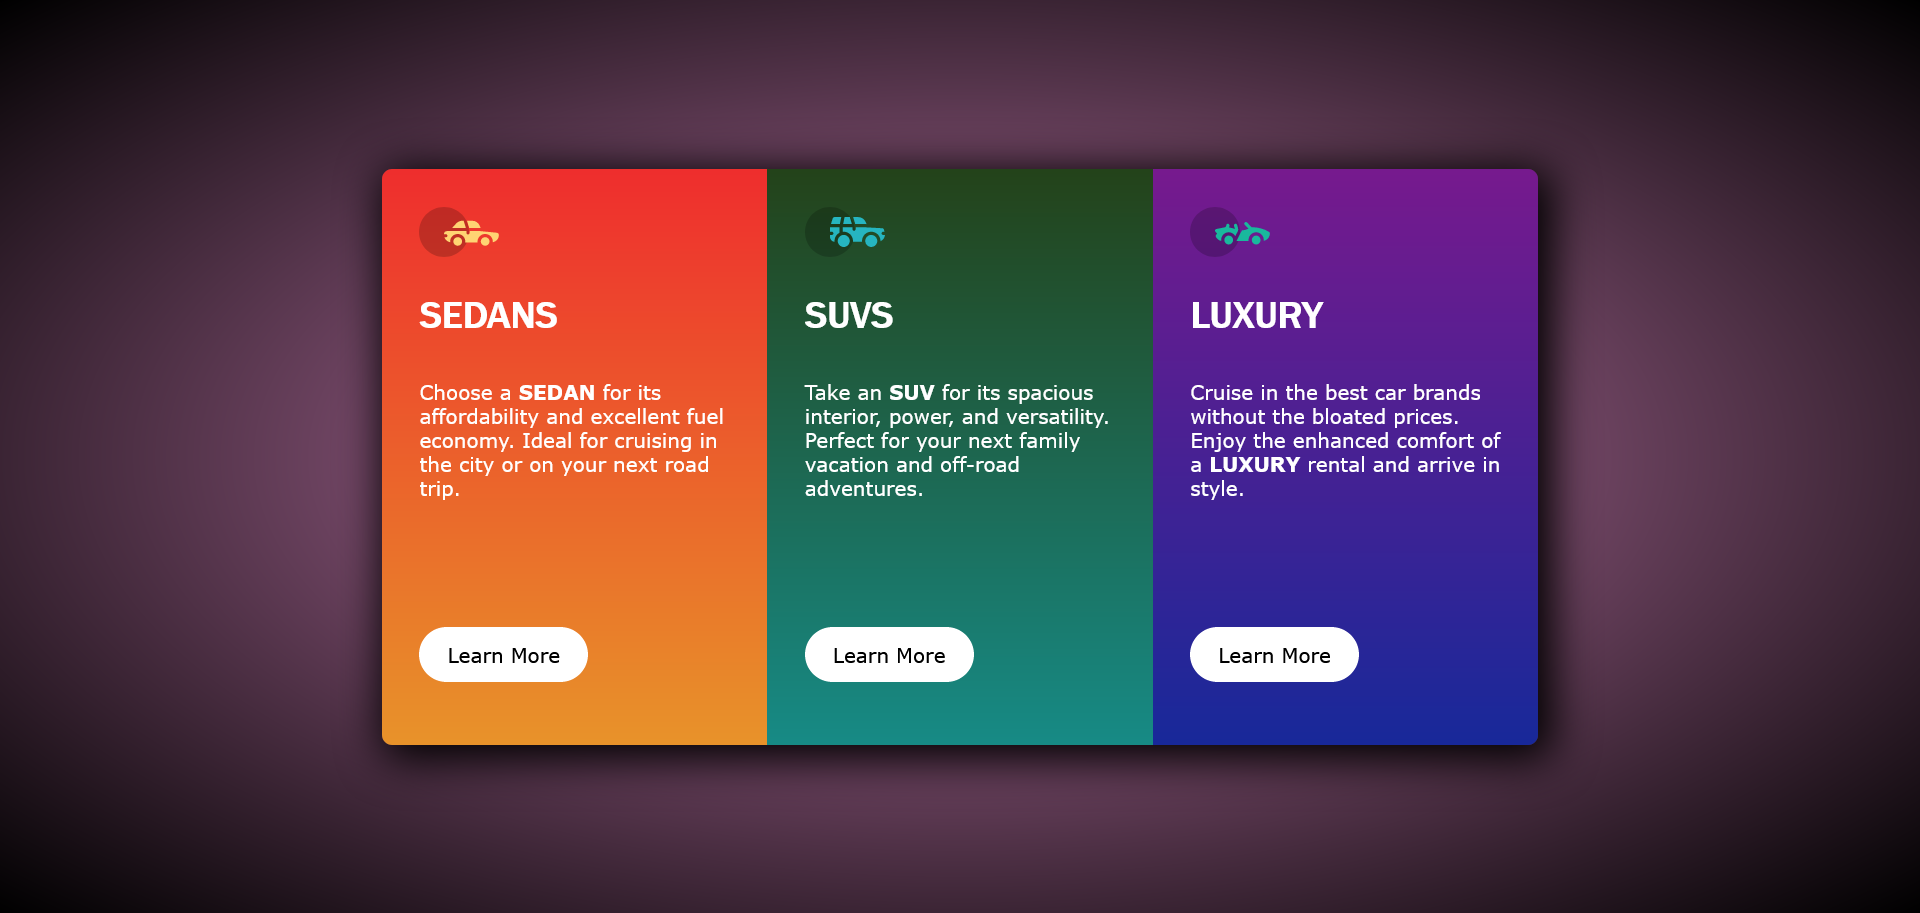 SEDANS
Choose a SEDAN for its
affordability and excellent fuel
economy. Ideal for cruising in
the city or on your next road
trip.
Learn More
SUVS
Take an SUV for its spacious
interior, power, and versatility.
Perfect for your next family
vacation and off-road
adventures.
Learn More
LUXURY
Cruise in the best car brands
without the bloated prices.
Enjoy the enhanced comfort of
a LUXURY rental and arrive in
style.
Learn More